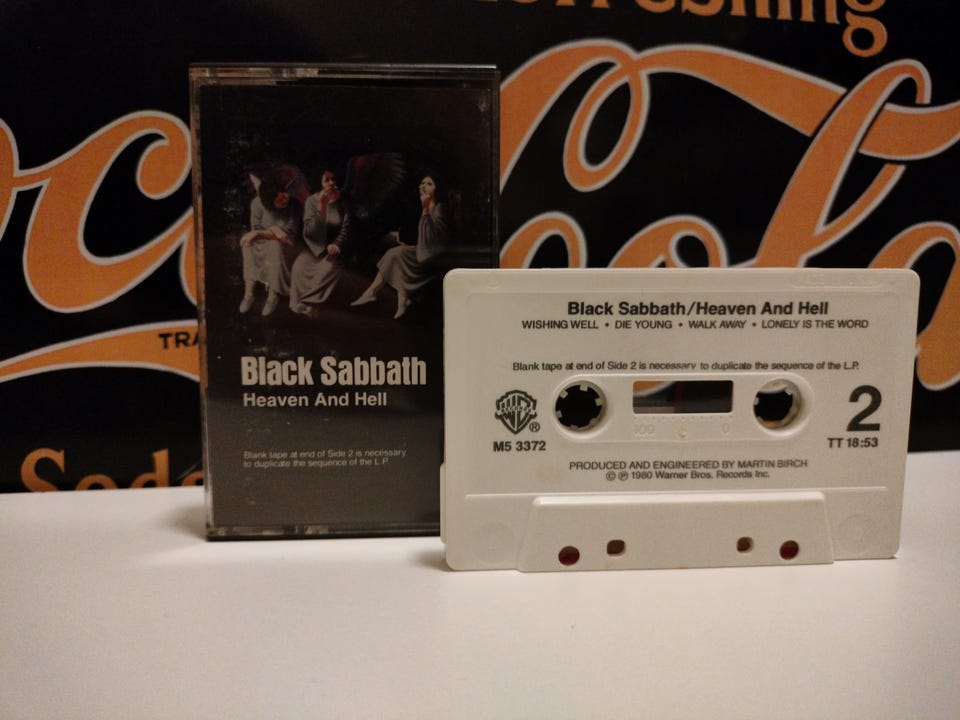 TRA
Black Sabbath
Heaven And Hell
Blank tape at end of Side 2 is necessary
to duplicate the sequence of the L.P.
Black Sabbath/Heaven And Hell
WISHING WELL • DIE YOUNG • WALK AWAY • LONELY IS THE WORD
Blank tape at end of Side 2 is necessary to duplicate the sequence of the L.P.
WB ®
M5 3372
100 0
2
TT 18:53
PRODUCED AND ENGINEERED BY MARTIN BIRCH
© ℗ 1980 Warner Bros. Records Inc.